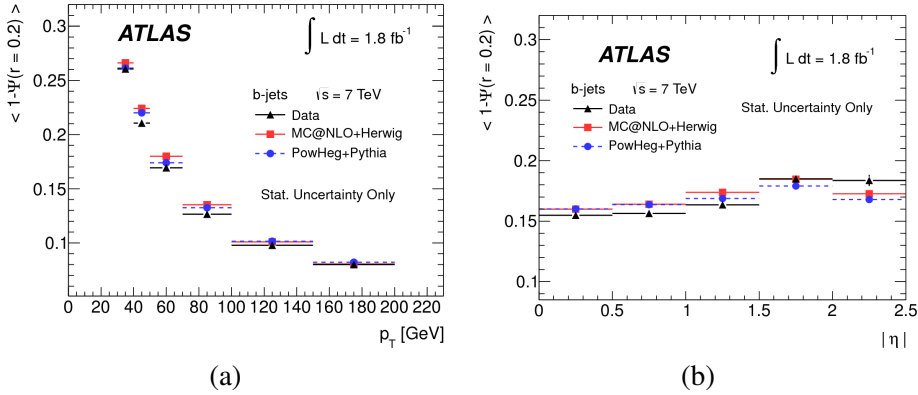 < 1-Ψ(r = 0.2) >
0.3
0.25
0.2
0.15
0.1
ATLAS
∫ L dt = 1.8 fb⁻¹
b-jets √s = 7 TeV
Data
MC@NLO+Herwig
PowHeg+Pythia
Stat. Uncertainty Only
0 20 40 60 80 100 120 140 160 180 200 220
p_T [GeV]
(a)
< 1-Ψ(r = 0.2) >
0.3
0.25
0.2
0.15
0.1
ATLAS
∫ L dt = 1.8 fb⁻¹
b-jets √s = 7 TeV
Stat. Uncertainty Only
Data
MC@NLO+Herwig
PowHeg+Pythia
0 0.5 1 1.5 2 2.5
| η |
(b)